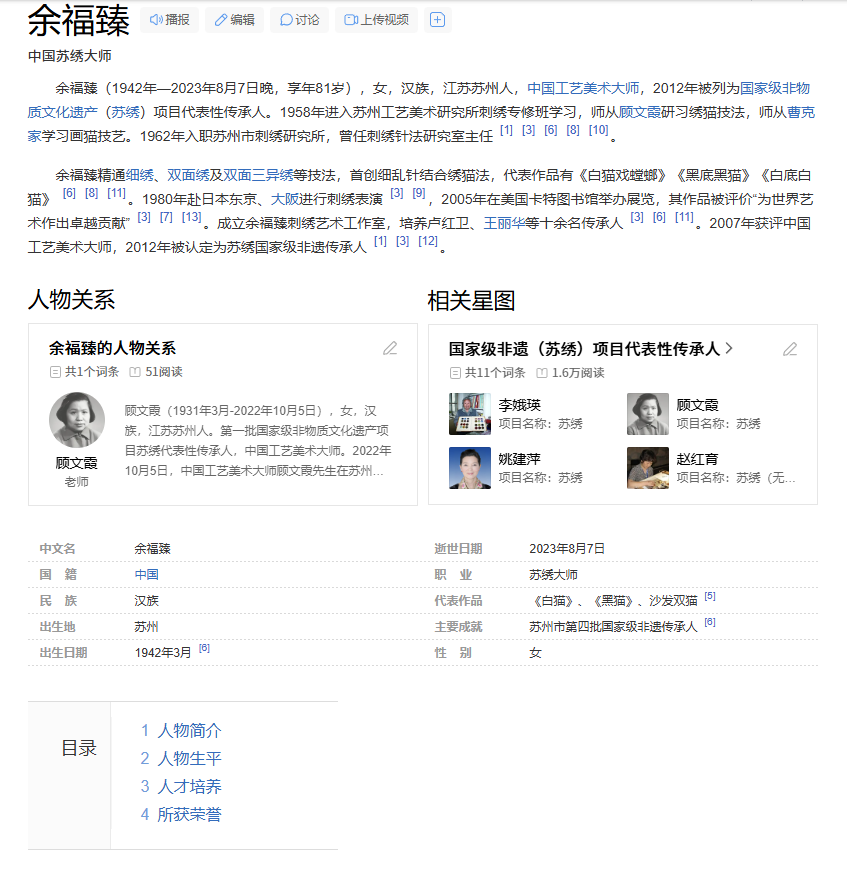 余福臻 播报 编辑 讨论 上传视频
中国苏绣大师
余福臻（1942年—2023年8月7日晚，享年81岁），女，汉族，江苏苏州人，中国工艺美术大师，2012年被列为国家级非物
质文化遗产（苏绣）项目代表性传承人。1958年进入苏州工艺美术研究所刺绣专修班学习，师从顾文霞研习绣猫技法，师从曹克
家学习画猫技艺。1962年入职苏州市刺绣研究所，曾任刺绣针法研究室主任 [1] [3] [6] [8] [10] 。
余福臻精通细绣、双面绣及双面三异绣等技法，首创细乱针结合绣猫法，代表作品有《白猫戏螳螂》《黑底黑猫》《白底白
猫》 [6] [8] [11] 。1980年赴日本东京、大阪进行刺绣表演 [3] [9] ，2005年在美国卡特图书馆举办展览，其作品被评价“为世界艺
术作出卓越贡献” [3] [7] [13] 。成立余福臻刺绣艺术工作室，培养卢红卫、王丽华等十余名传承人 [3] [6] [11] 。2007年获评中国
工艺美术大师，2012年被认定为苏绣国家级非遗传承人 [1] [3] [12] 。
人物关系
余福臻的人物关系
共1个词条 51阅读
顾文霞
老师
顾文霞（1931年3月-2022年10月5日），女，汉
族，江苏苏州人。第一批国家级非物质文化遗产项
目苏绣代表性传承人，中国工艺美术大师。2022年
10月5日，中国工艺美术大师顾文霞先生在苏州...
相关星图
国家级非遗（苏绣）项目代表性传承人
共11个词条 1.6万阅读
李娥瑛
项目名称：苏绣
顾文霞
项目名称：苏绣
姚建萍
项目名称：苏绣
赵红育
项目名称：苏绣（无...
中文名 余福臻
国 籍 中国
民 族 汉族
出生地 苏州
出生日期 1942年3月 [6]
逝世日期 2023年8月7日
职 业 苏绣大师
代表作品 《白猫》、《黑猫》、沙发双猫 [5]
主要成就 苏州市第四批国家级非遗传承人 [6]
性 别 女
目录
1 人物简介
2 人物生平
3 人才培养
4 所获荣誉